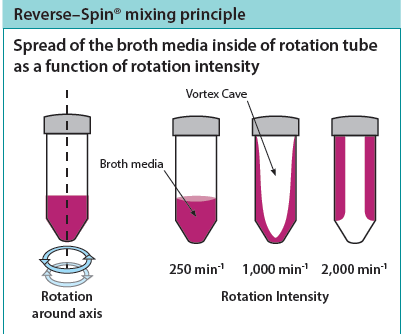 Reverse–Spin® mixing principle
Spread of the broth media inside of rotation tube
as a function of rotation intensity
Vortex Cave
Broth media
250 min⁻¹
1,000 min⁻¹
2,000 min⁻¹
Rotation
around axis
Rotation Intensity